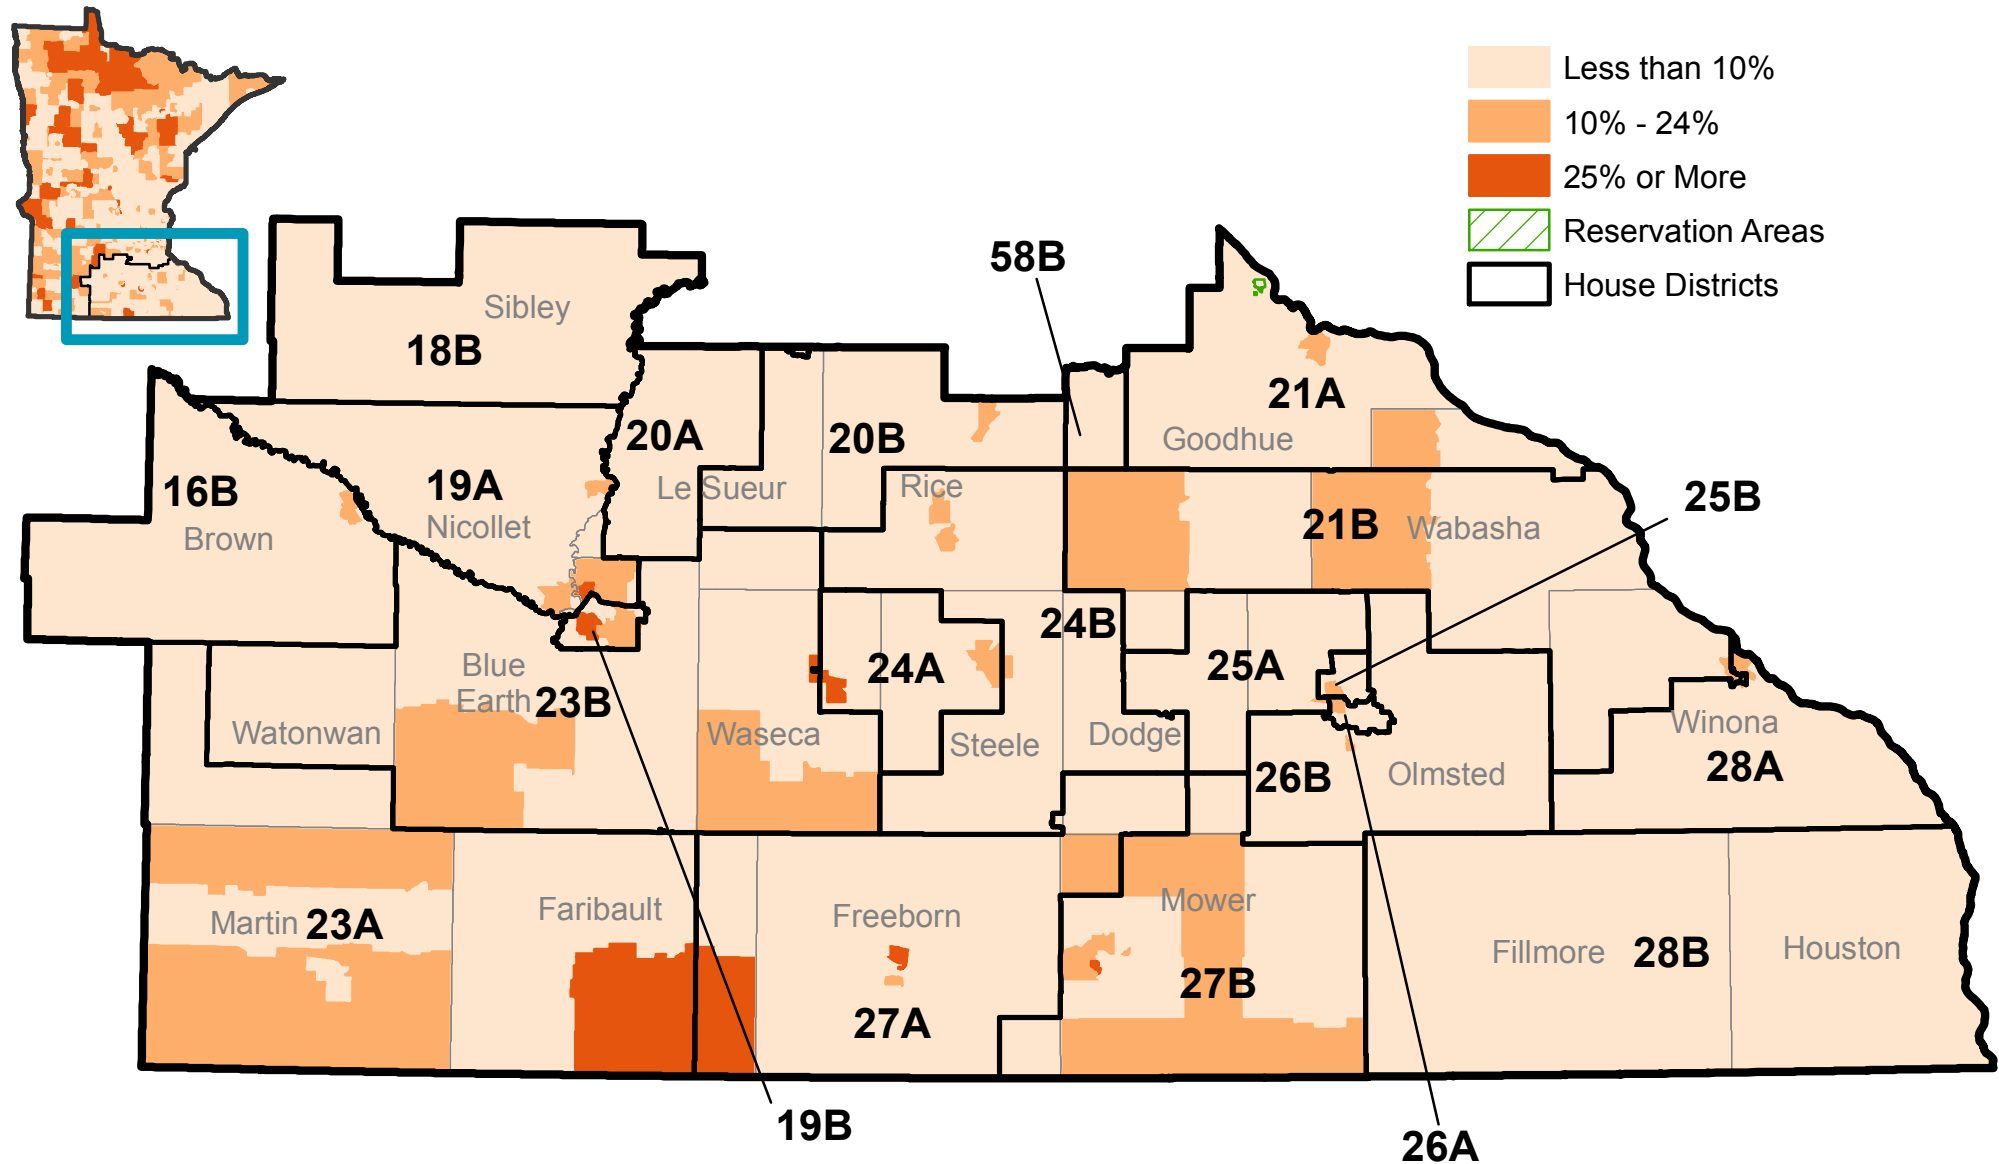 Less than 10%
10% - 24%
25% or More
Reservation Areas
House Districts
58B
Sibley
18B
21A
20A
20B
Goodhue
16B
19A
Le Sueur
Rice
25B
Brown
Nicollet
21B
Wabasha
24B
Blue
Earth
23B
24A
25A
Watonwan
Waseca
Steele
Dodge
Winona
26B
Olmsted
28A
Martin
23A
Faribault
Freeborn
Mower
27B
Fillmore
28B
Houston
27A
19B
26A